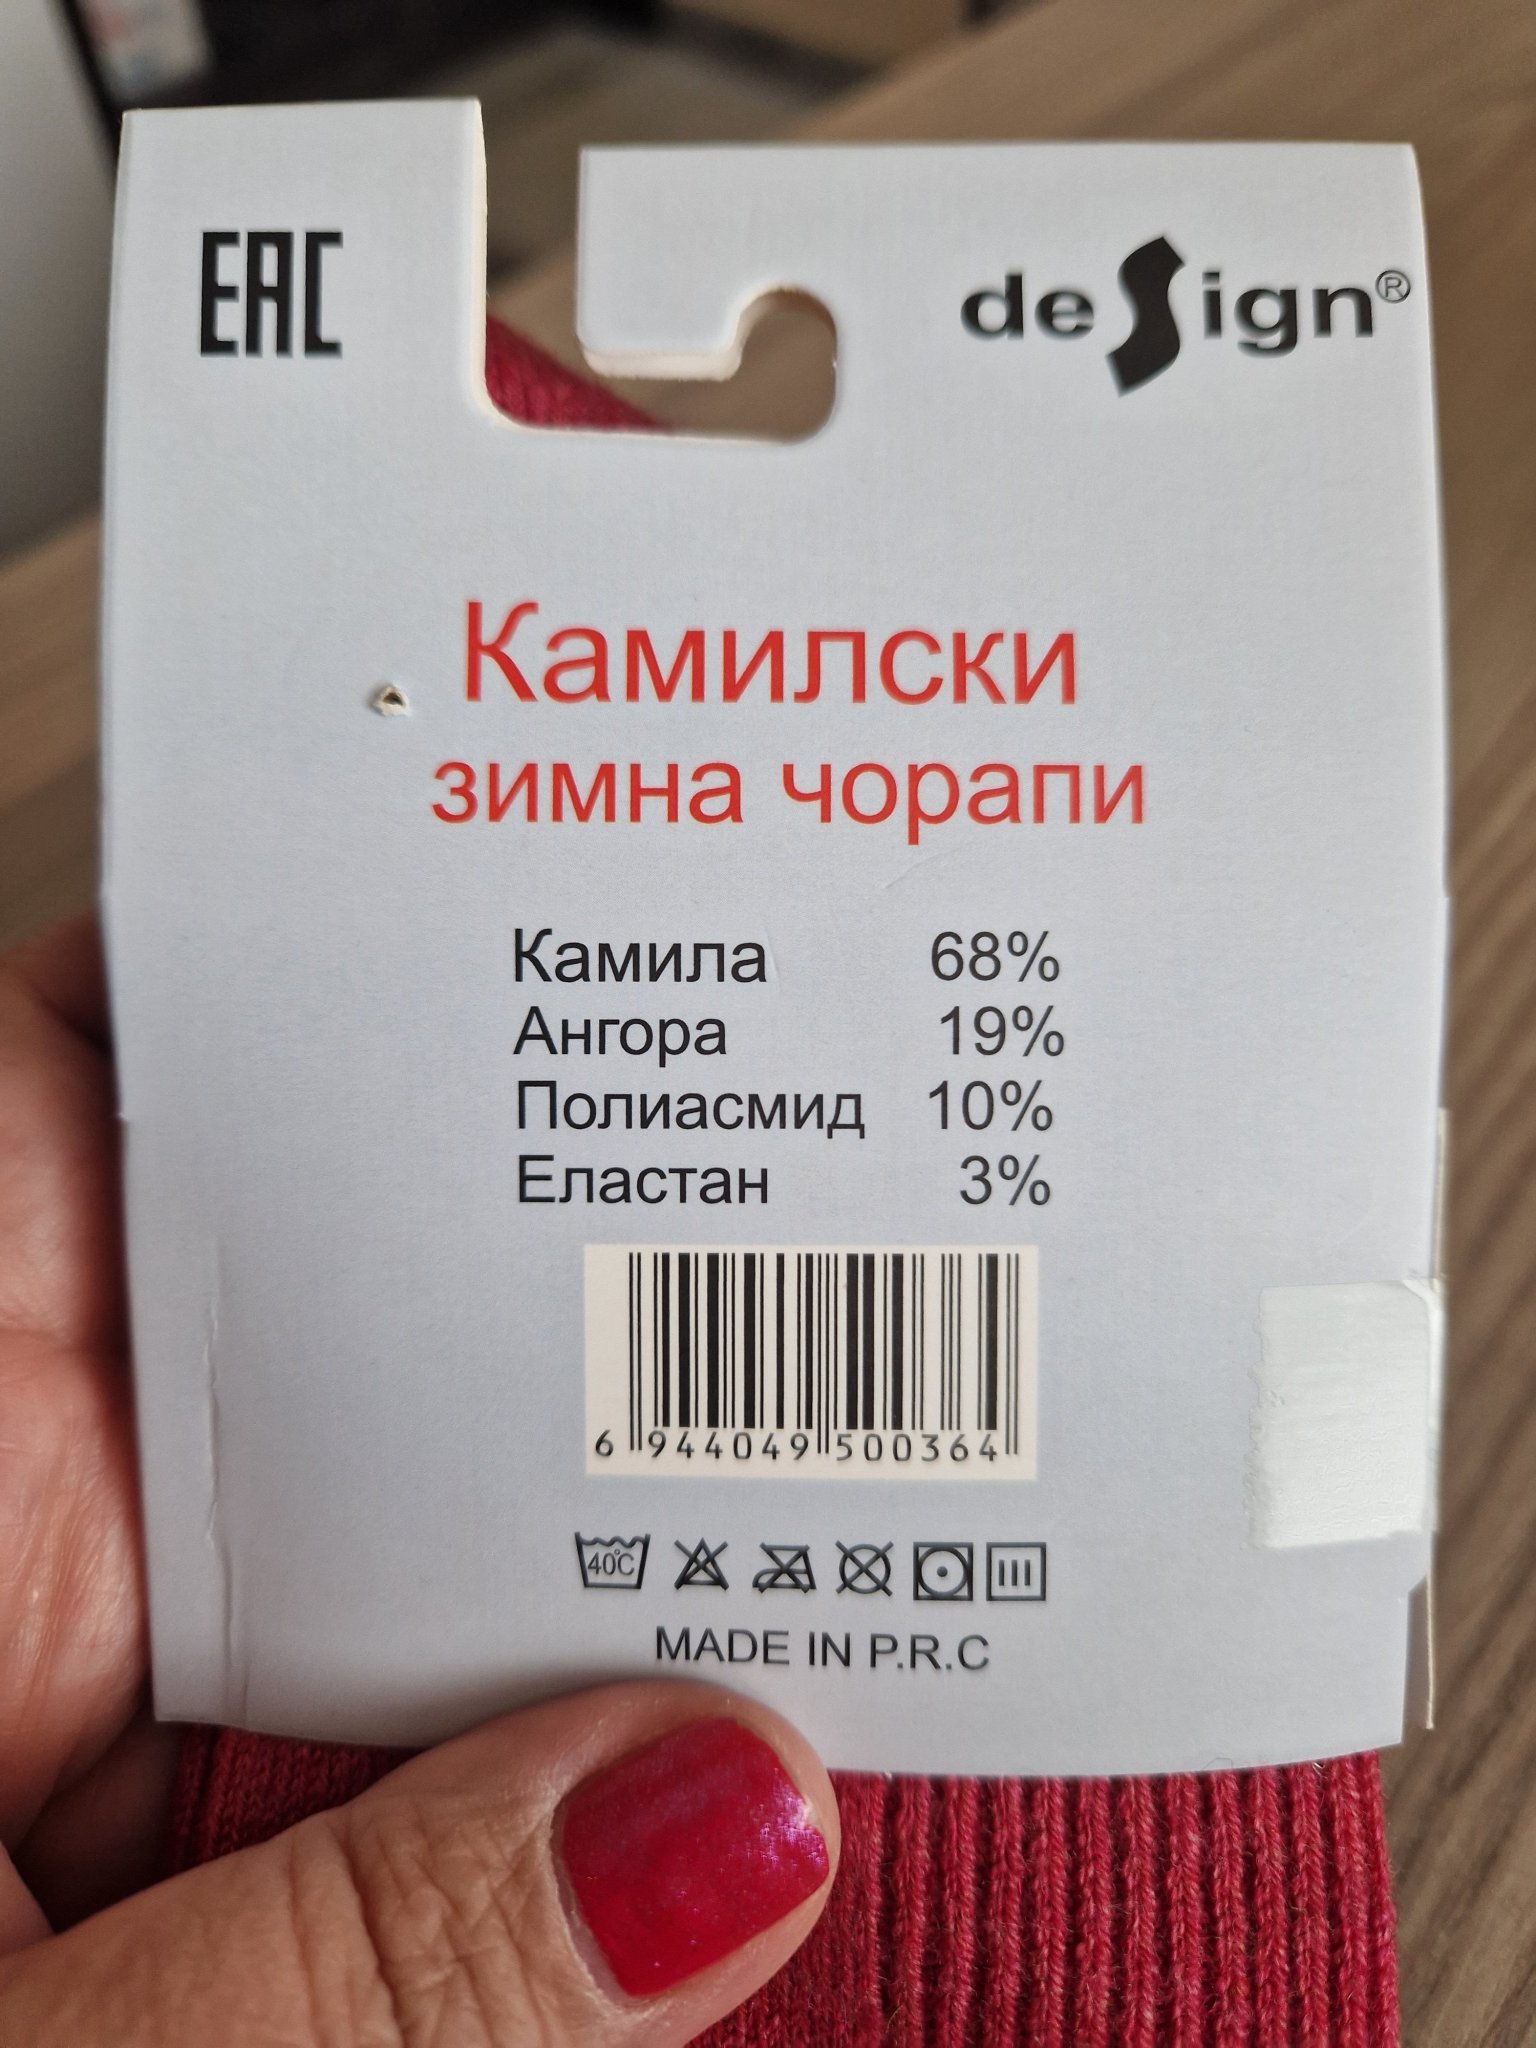 EAC
deSign®
Камилски
зимна чорапи
Камила 68%
Ангора 19%
Полиасмид 10%
Еластан 3%
6 944049 500364
40°C
MADE IN P.R.C